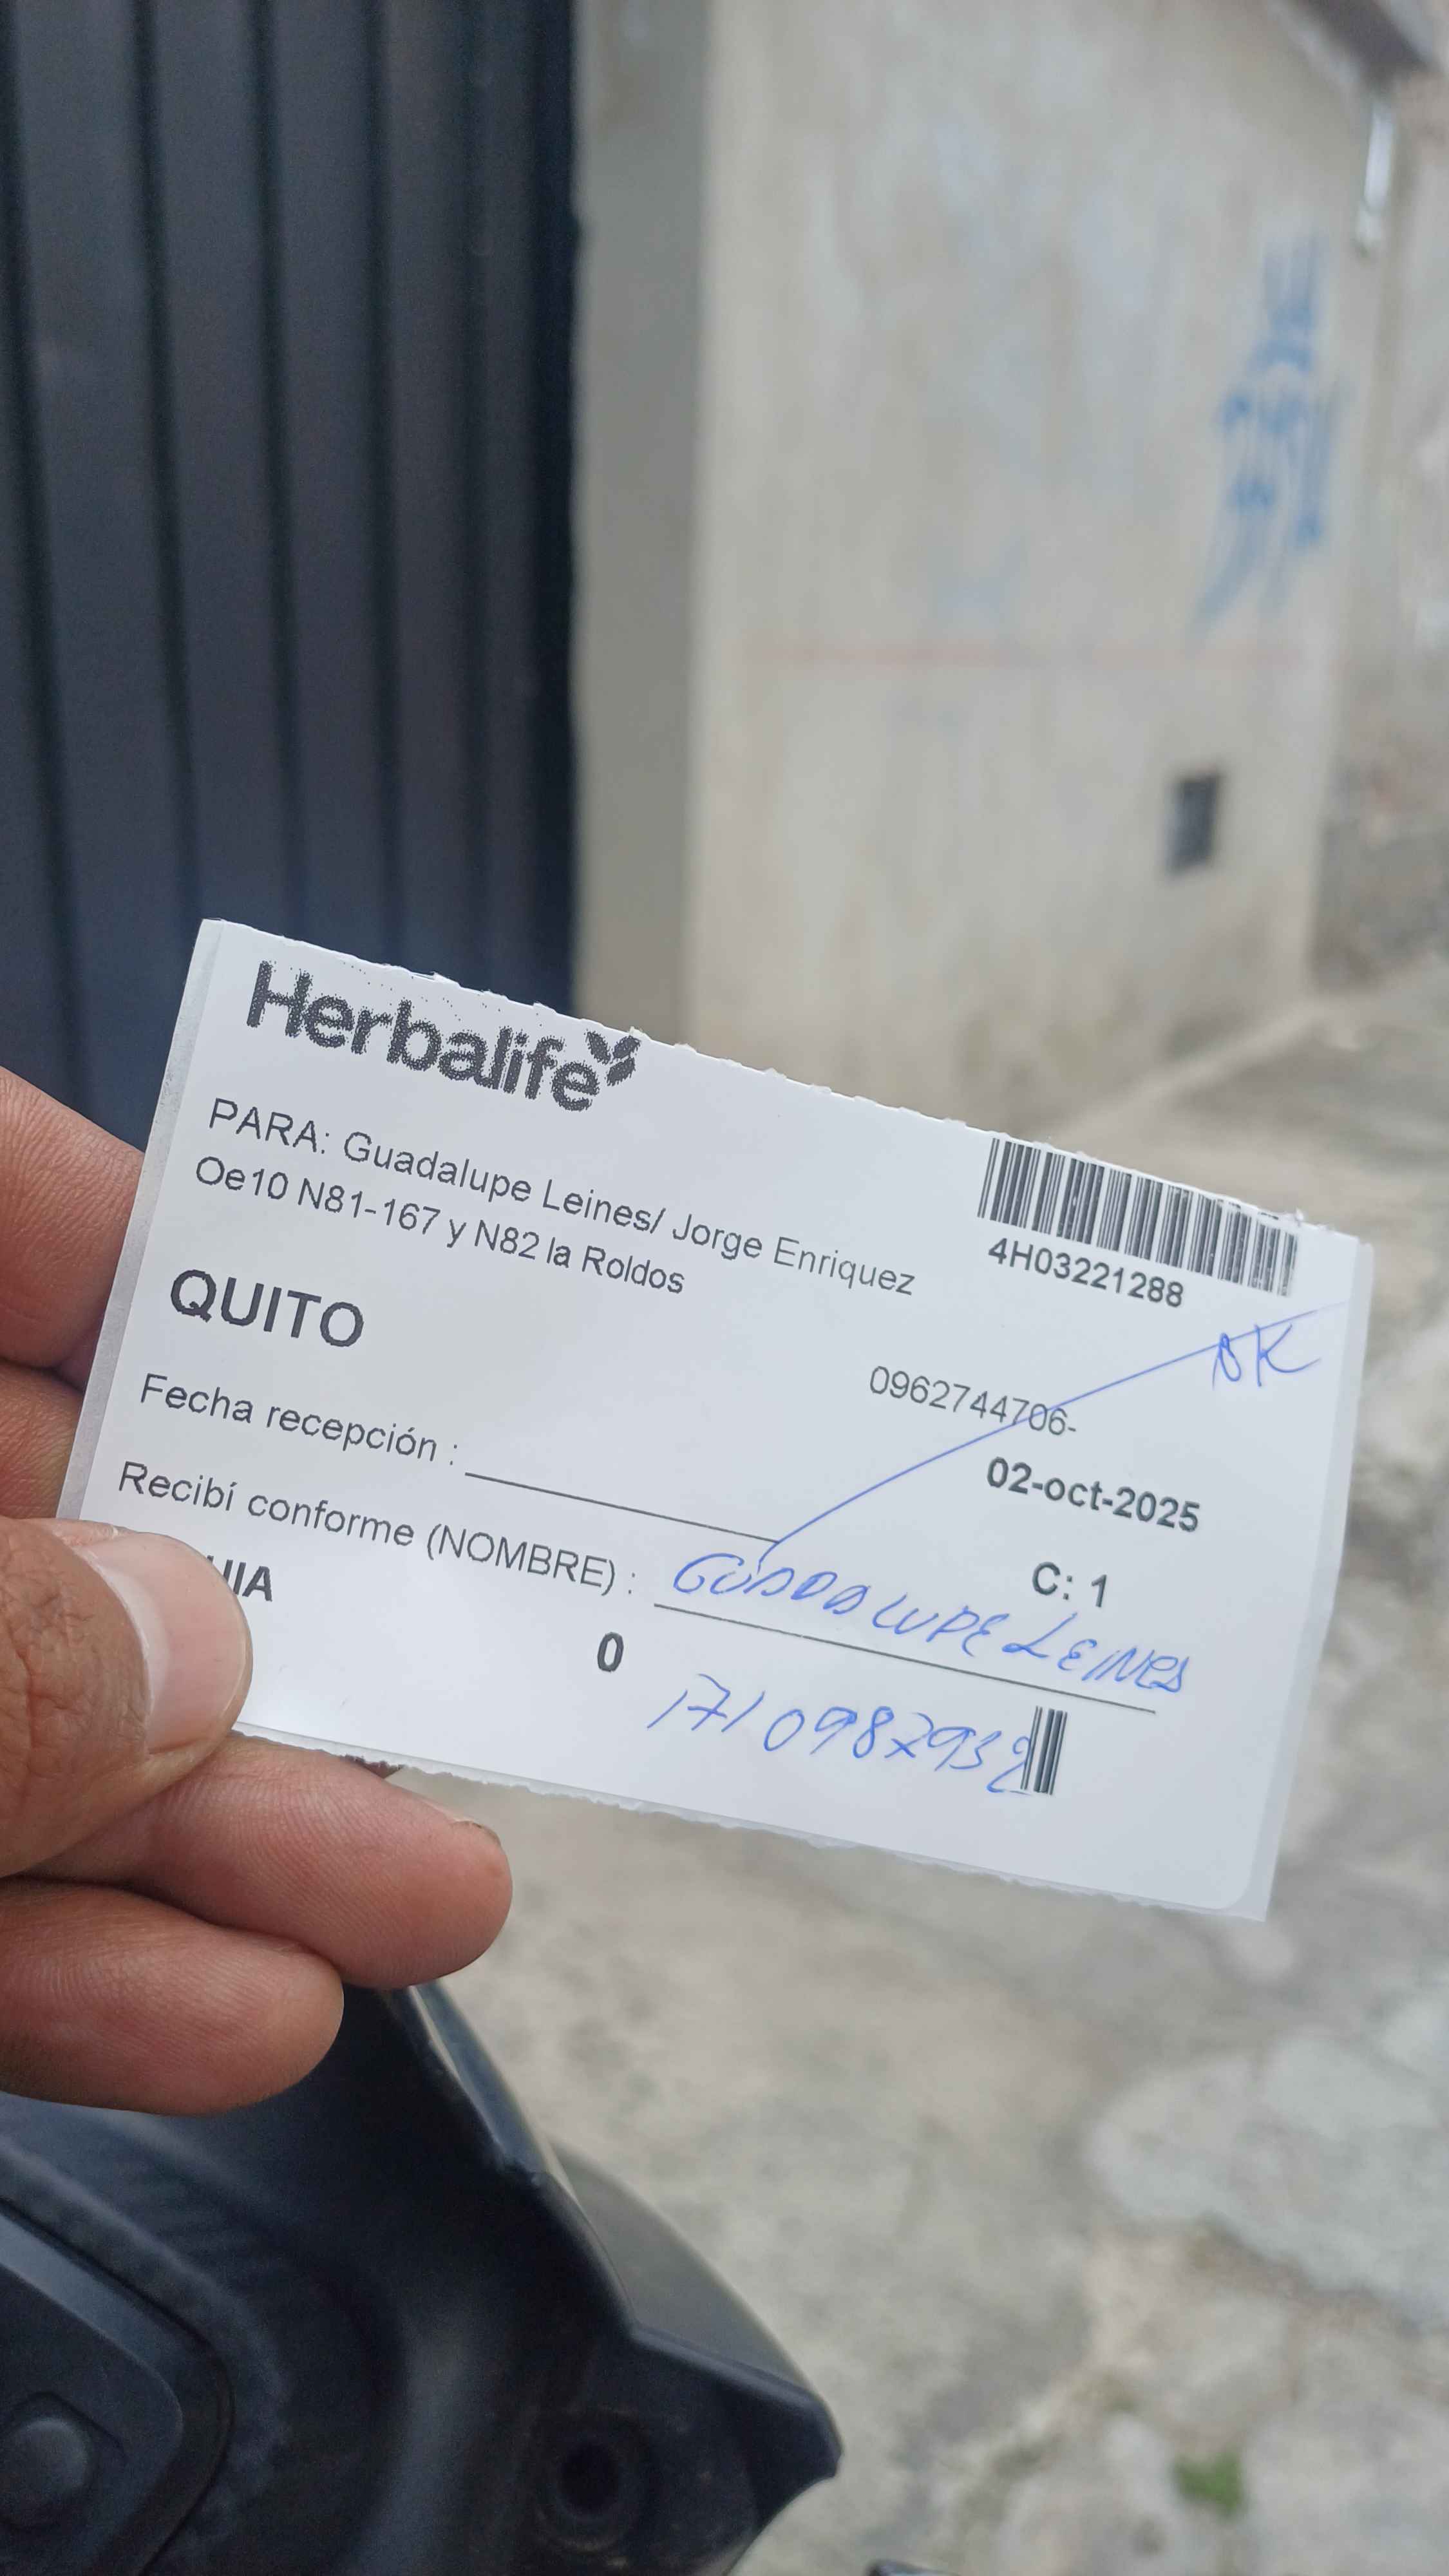 Herbalife
PARA: Guadalupe Leines/ Jorge Enriquez
Oe10 N81-167 y N82 la Roldos
4H03221288
QUITO
OK
0962744706-
Fecha recepción :
02-oct-2025
Recibí conforme (NOMBRE) : GUADALUPE LEINES
C: 1
UIA
0
1710987932